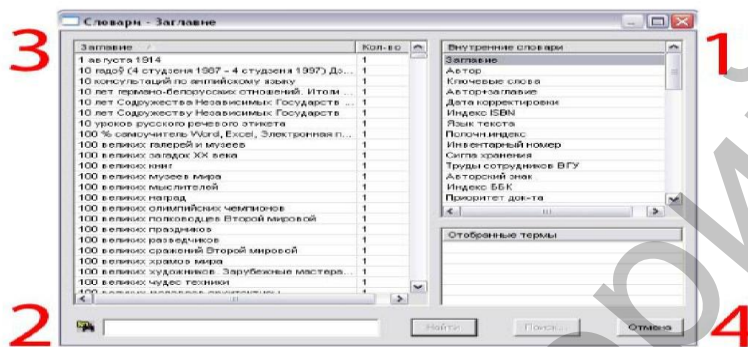 Словари - Заглавие
3
1
Заглавие
Кол-во
1 августа 1914
1
10 гадоў (4 студзеня 1987 - 4 студзеня 1997) Да...
1
10 консультаций по английскому языку
1
10 лет германо-белорусских отношений. Итоги ...
1
10 лет Содружества Независимых Государств ...
1
10 лет Содружеству Независимых Государств
1
10 уроков русского речевого этикета
1
100 % самоучитель Word, Excel, Электронная п...
1
100 великих галерей и музеев
1
100 великих загадок XX века
1
100 великих книг
1
100 великих музеев мира
1
100 великих мыслителей
1
100 великих наград
1
100 великих олимпийских чемпионов
1
100 великих полководцев Второй мировой
1
100 великих праздников
1
100 великих разведчиков
1
100 великих сражений Второй мировой
1
100 великих храмов мира
1
100 великих художников. Зарубежные мастера...
1
100 великих чудес техники
1
Внутренние словари
Заглавие
Автор
Ключевые слова
Автор+заглавие
Дата корректировки
Индекс ISBN
Язык текста
Полочн.индекс
Инвентарный номер
Сигла хранения
Труды сотрудников ВГУ
Авторский знак
Индекс ББК
Приоритет док-та
Отобранные термы
2
Найти
Поиск...
Отмена
4